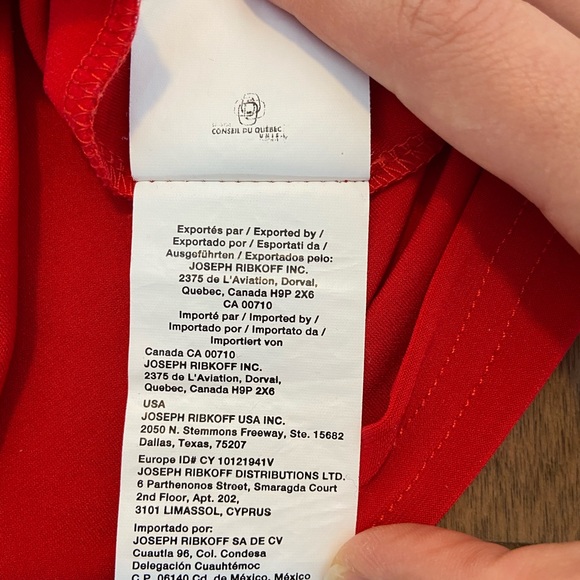 CONSEIL DU QUÉBEC
Exportés par / Exported by /
Exportado por / Esportati da /
Ausgeführten / Exportados pelo:
JOSEPH RIBKOFF INC.
2375 de L'Aviation, Dorval,
Quebec, Canada H9P 2X6
CA 00710
Importé par / Imported by /
Importado por / Importato da /
Importiert von
Canada CA 00710
JOSEPH RIBKOFF INC.
2375 de L'Aviation, Dorval,
Quebec, Canada H9P 2X6
USA
JOSEPH RIBKOFF USA INC.
2050 N. Stemmons Freeway, Ste. 15682
Dallas, Texas, 75207
Europe ID# CY 10121941V
JOSEPH RIBKOFF DISTRIBUTIONS LTD.
6 Parthenonos Street, Smaragda Court
2nd Floor, Apt. 202,
3101 LIMASSOL, CYPRUS
Importado por:
JOSEPH RIBKOFF SA DE CV
Cuautla 96, Col. Condesa
Delegación Cuauhtémoc
C.P. 06140 Cd. de México, México